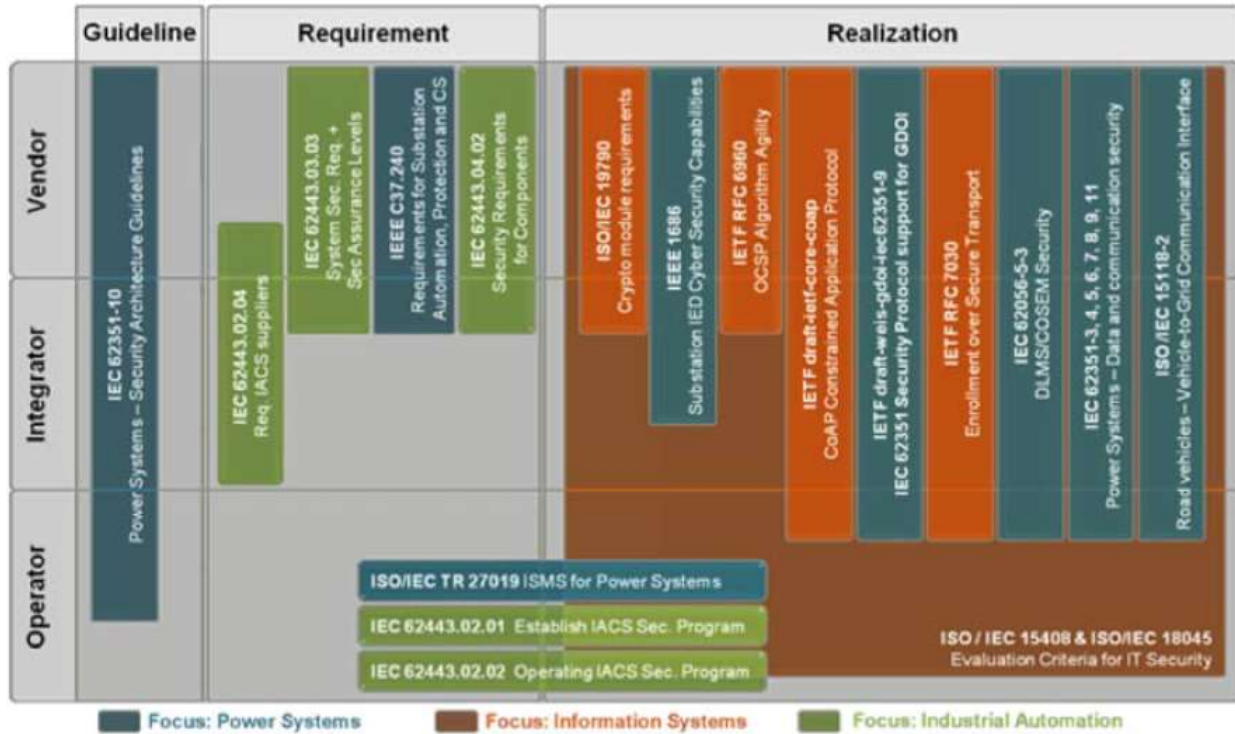 Guideline
Requirement
Realization
Vendor
Integrator
Operator
IEC 62351-10
Power Systems – Security Architecture Guidelines
IEC 62443.02.04
Req. IACS suppliers
IEC 62443.03.03
System Sec. Req. +
Sec Assurance Levels
IEEE C37.240
Requirements for Substation
Automation, Protection and CS
IEC 62443.04.02
Security Requirements
for Components
ISO/IEC 19790
Crypto module requirements
IEEE 1686
Substation IED Cyber Security Capabilities
IETF RFC 6960
OCSP Algorithm Agility
IETF draft-ietf-core-coap
CoAP Constrained Application Protocol
IETF draft-weis-gdoi-iec62351-9
IEC 62351 Security Protocol support for GDOI
IETF RFC 7030
Enrollment over Secure Transport
IEC 62056-5-3
DLMS/COSEM Security
IEC 62351-3, 4, 5, 6, 7, 8, 9, 11
Power Systems – Data and communication security
ISO /IEC 15118-2
Road vehicles – Vehicle-to-Grid Communication Interface
ISO/IEC TR 27019 ISMS for Power Systems
IEC 62443.02.01 Establish IACS Sec. Program
IEC 62443.02.02 Operating IACS Sec. Program
ISO / IEC 15408 & ISO/IEC 18045
Evaluation Criteria for IT Security
Focus: Power Systems
Focus: Information Systems
Focus: Industrial Automation